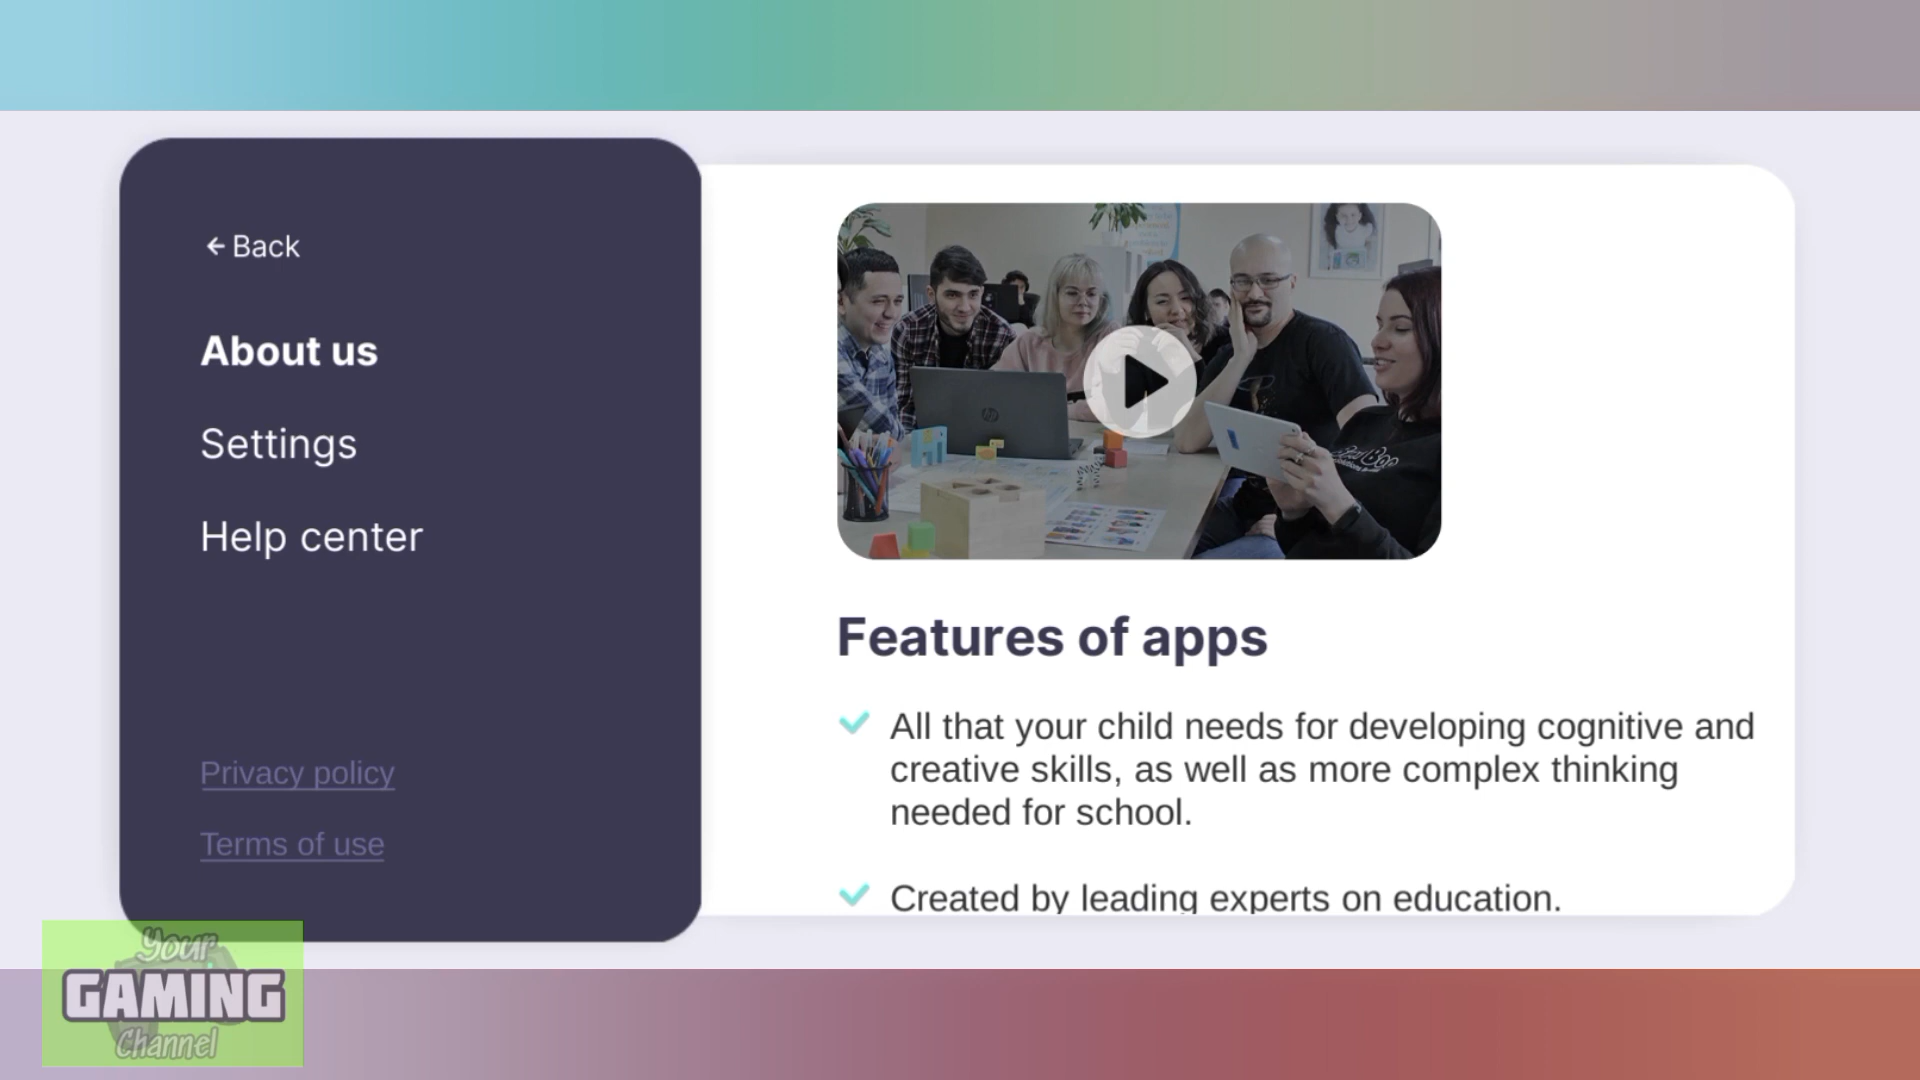 Back
About us
Settings
Help center
Privacy policy
Terms of use
Features of apps
All that your child needs for developing cognitive and
creative skills, as well as more complex thinking
needed for school.
Created by leading experts on education.
Your
GAMING
Channel